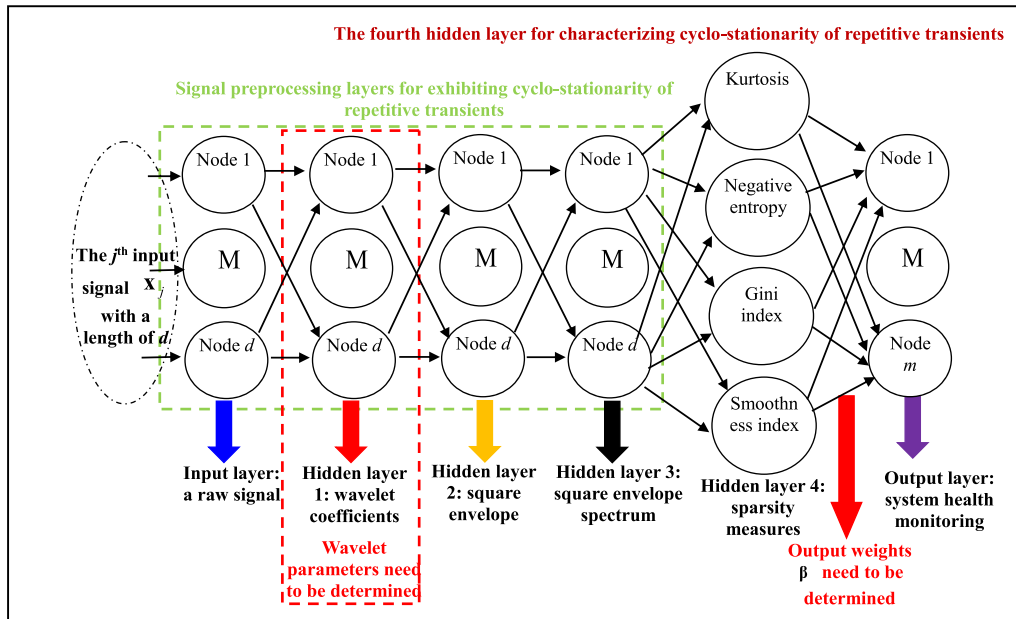 The fourth hidden layer for characterizing cyclo-stationarity of repetitive transients
Signal preprocessing layers for exhibiting cyclo-stationarity of
repetitive transients
Kurtosis
Negative
entropy
Gini
index
Smoothn
ess index
Node 1
Node 1
Node 1
Node 1
Node 1
The jth input
signal xj
with a
length of d
M
M
M
M
M
Node d
Node d
Node d
Node d
Node
m
Input layer:
a raw signal
Hidden layer
1: wavelet
coefficients
Hidden layer
2: square
envelope
Hidden layer 3:
square envelope
spectrum
Hidden layer 4:
sparsity
measures
Output layer:
system health
monitoring
Wavelet
parameters need
to be determined
Output weights
β need to be
determined